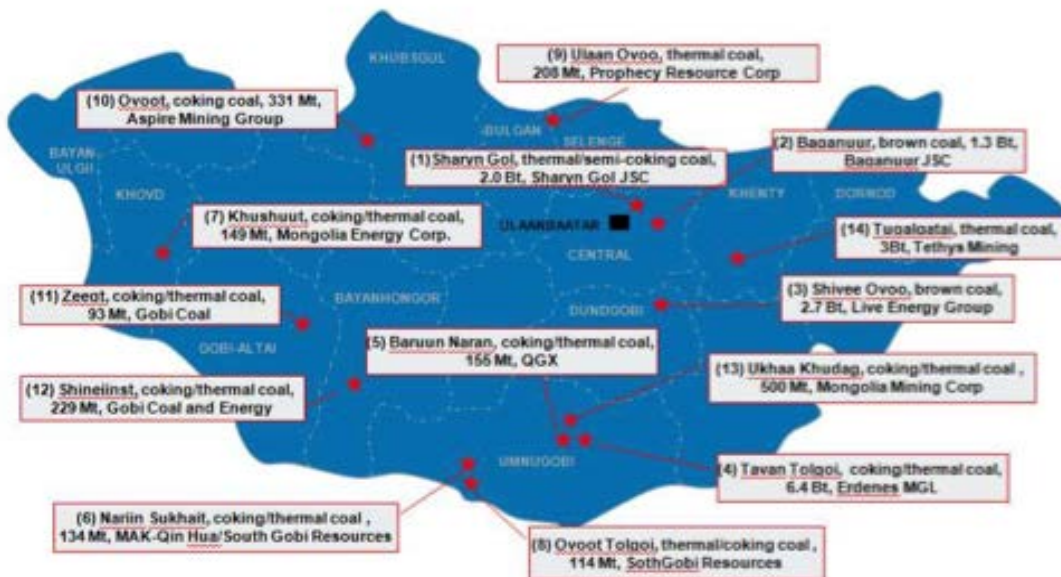 KHUBSGUL
(9) Ulaan Ovoo, thermal coal,
208 Mt, Prophecy Resource Corp
(10) Ovoot, coking coal, 331 Mt,
Aspire Mining Group
-BULGAN
SELENGE
BAYAN-
ULGII
(1) Sharyn Gol, thermal/semi-coking coal,
2.0 Bt, Sharyn Gol JSC
(2) Baganuur, brown coal, 1.3 Bt,
Baganuur JSC
KHOVD
KHENTY
DORNOD
(7) Khushuut, coking/thermal coal,
149 Mt, Mongolia Energy Corp.
ULAANBAATAR
(14) Tugalgatai, thermal coal,
3Bt, Tethys Mining
CENTRAL
(11) Zeegt, coking/thermal coal,
93 Mt, Gobi Coal
BAYANHONGOR
DUNDGOBI
(3) Shivee Ovoo, brown coal,
2.7 Bt, Live Energy Group
GOBI-ALTAI
(5) Baruun Naran, coking/thermal coal,
155 Mt, QGX
(13) Ukhaa Khudag, coking/thermal coal ,
500 Mt, Mongolia Mining Corp
(12) Shinejinst, coking/thermal coal,
229 Mt, Gobi Coal and Energy
UMNUGOBI
(4) Tavan Tolgoi, coking/thermal coal,
6.4 Bt, Erdenes MGL
(6) Nariin Sukhait, coking/thermal coal ,
134 Mt, MAK-Qin Hua/South Gobi Resources
(8) Ovoot Tolgoi, thermal/coking coal ,
114 Mt, SothGobi Resources